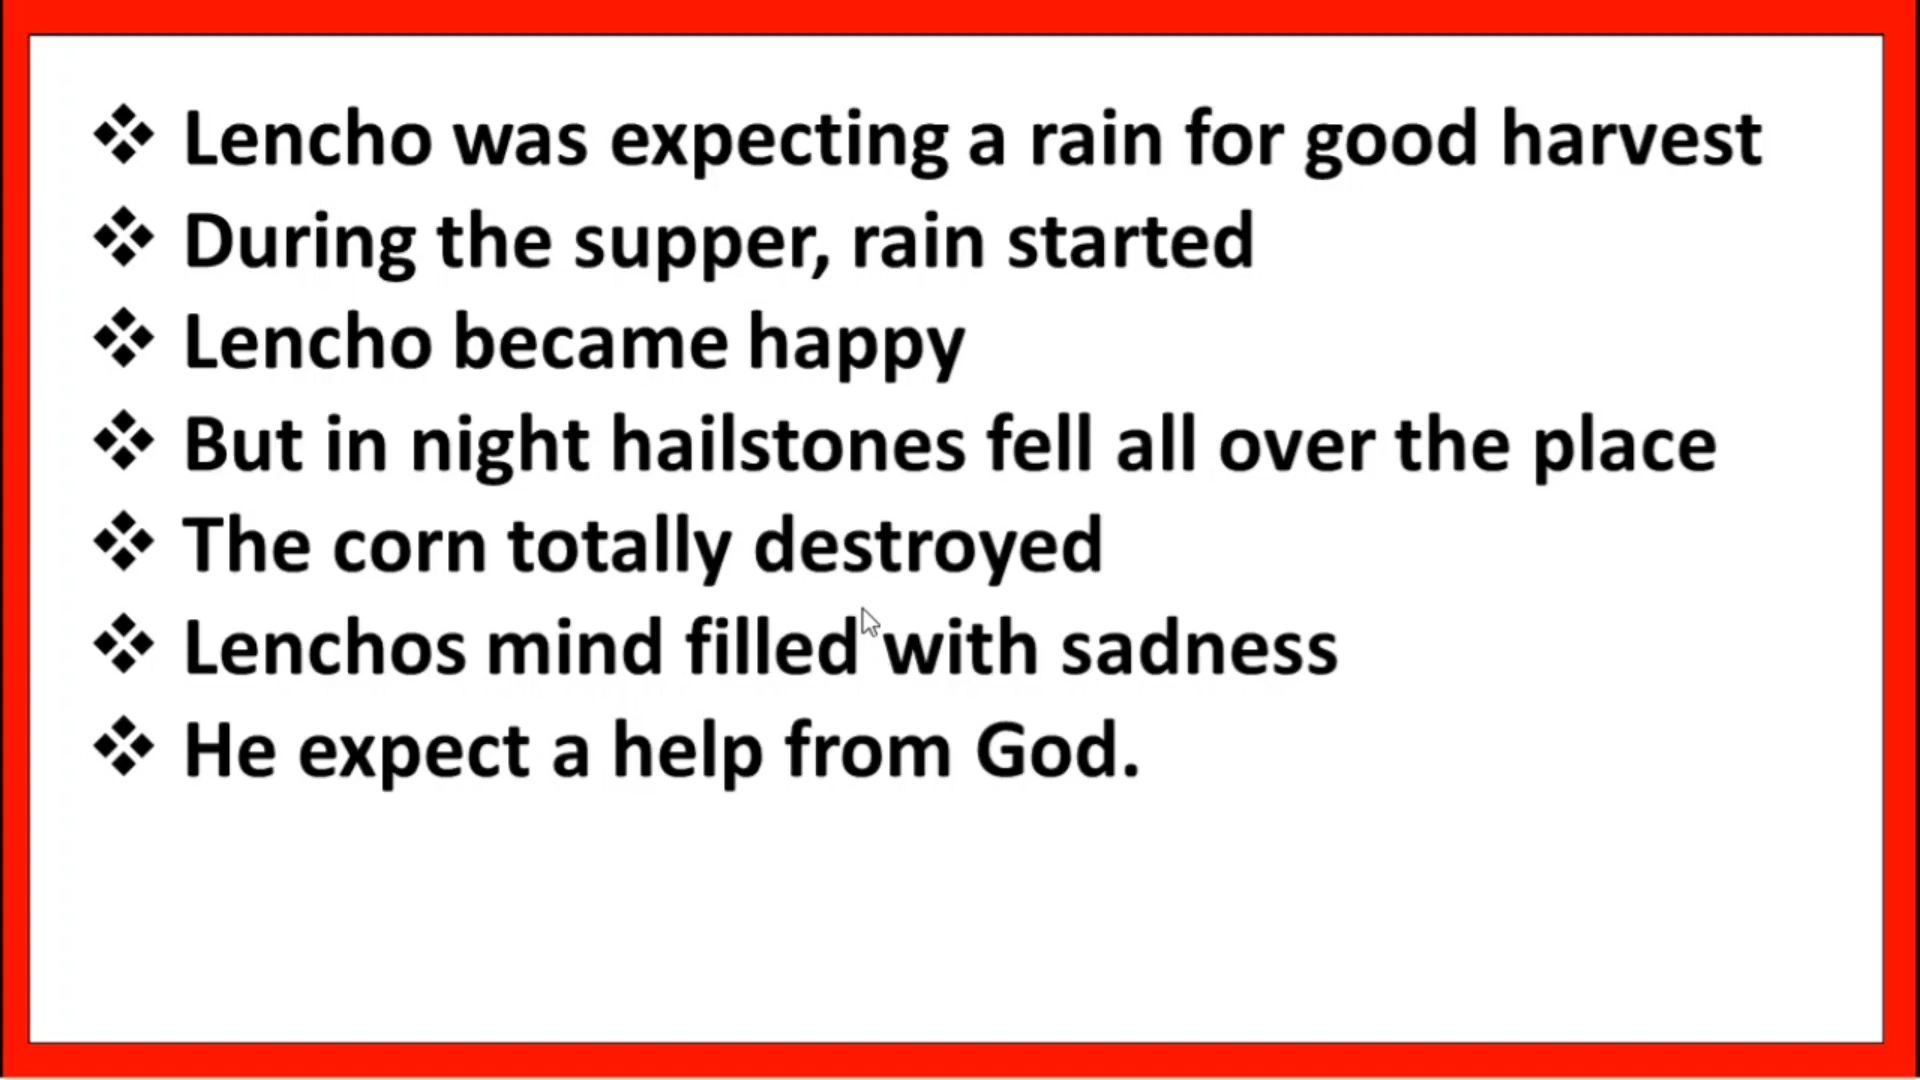 ❖ Lencho was expecting a rain for good harvest
❖ During the supper, rain started
❖ Lencho became happy
❖ But in night hailstones fell all over the place
❖ The corn totally destroyed
❖ Lenchos mind filled with sadness
❖ He expect a help from God.